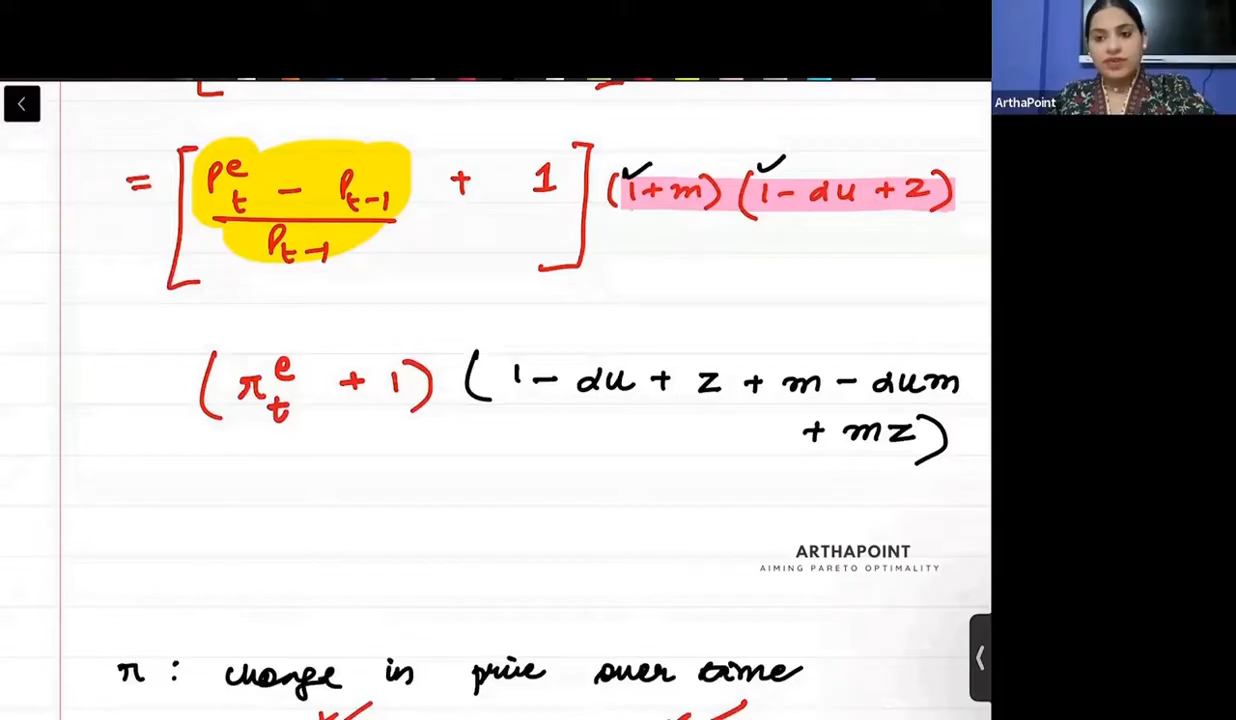 ArthaPoint
= [ (P^e_t - P_{t-1}) / P_{t-1} + 1 ] (1+m) (1 - αu + z)
(π^e_t + 1) (1 - αu + z + m - αum
+ mz)
ARTHAPOINT
AIMING PARETO OPTIMALITY
π : change in price over time